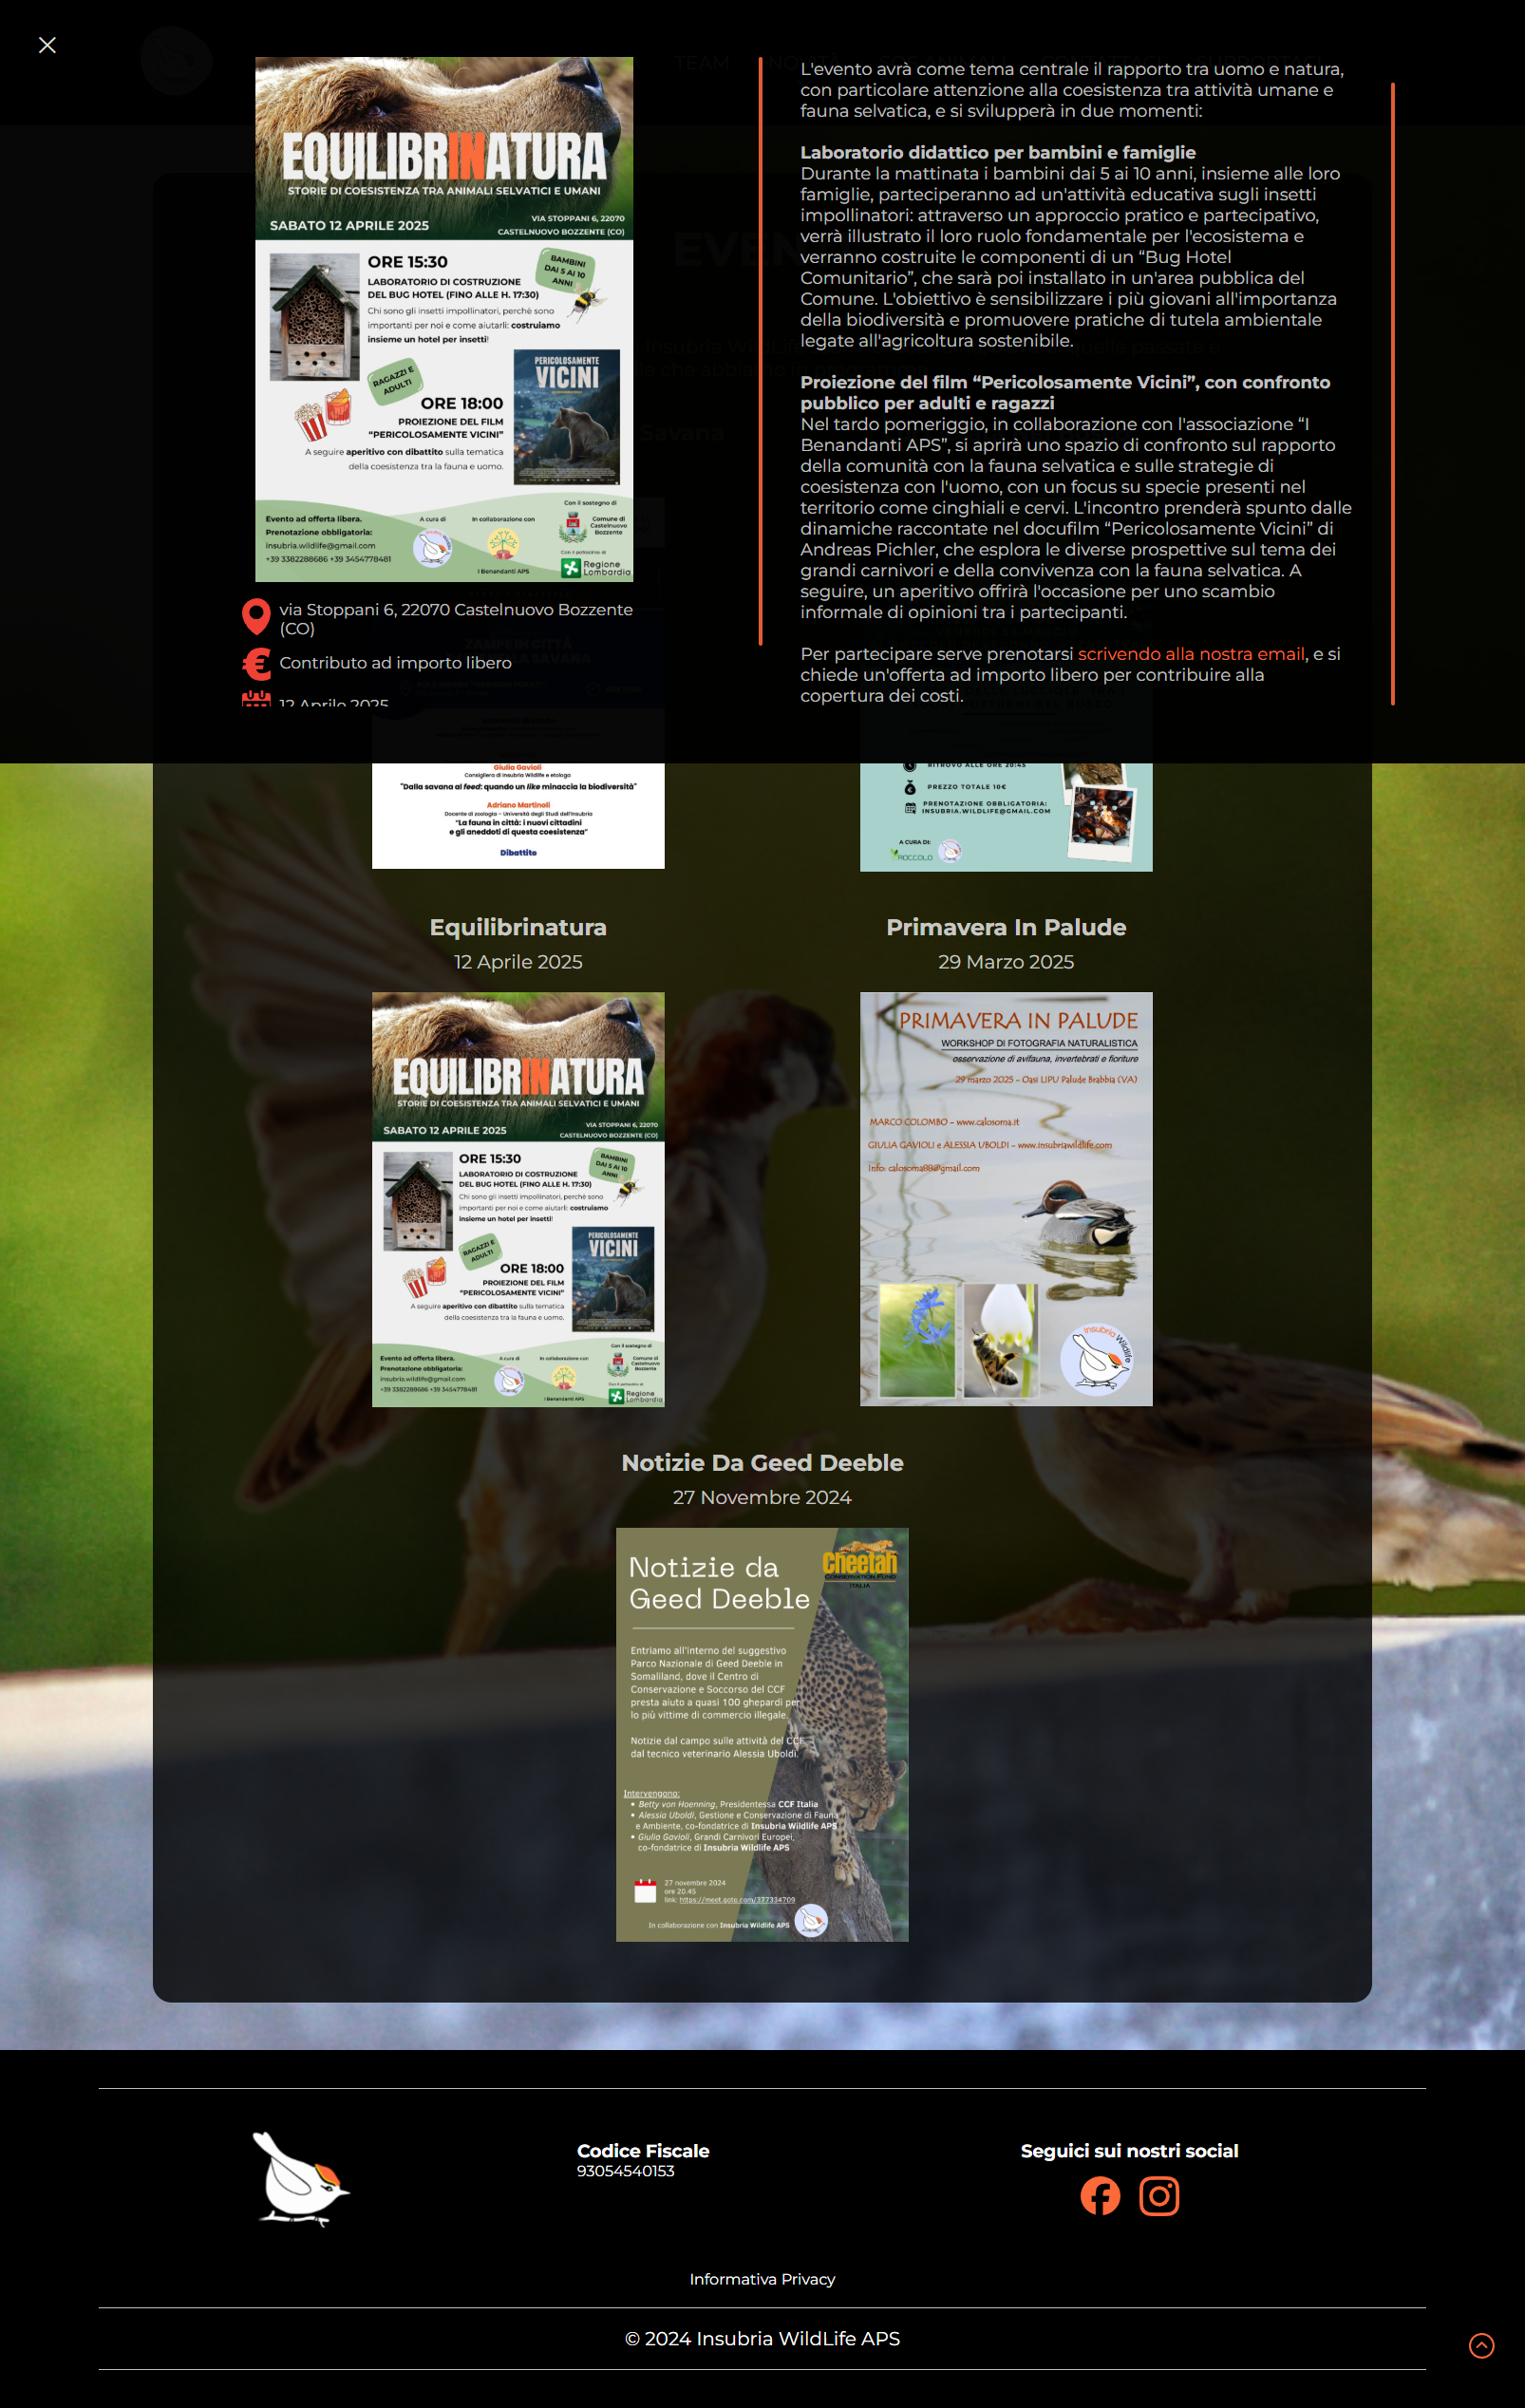 TEAM
EQUILIBRINATURA
STORIE DI COESISTENZA TRA ANIMALI SELVATICI E UMANI
SABATO 12 APRILE 2025
VIA STOPPANI 6, 22070
CASTELNUOVO BOZZENTE (CO)
ORE 15:30
LABORATORIO DI COSTRUZIONE
DEL BUG HOTEL (FINO ALLE H. 17:30)
BAMBINI
DAI 5 AI 10
ANNI
Chi sono gli insetti impollinatori, perchè sono
importanti per noi e come aiutarli: costruiamo
insieme un hotel per insetti!
RAGAZZI E
ADULTI
PERICOLOSAMENTE
VICINI
ORE 18:00
PROIEZIONE DEL FILM
“PERICOLOSAMENTE VICINI”
A seguire aperitivo con dibattito sulla tematica
della coesistenza tra la fauna e uomo.
Evento ad offerta libera.
Prenotazione obbligatoria:
insubria.wildlife@gmail.com
+39 3382288686 +39 3454778481
A cura di
In collaborazione con
I Benandanti APS
Con il sostegno di
Comune di
Castelnuovo
Bozzente
Con il patrocinio di
Regione
Lombardia
via Stoppani 6, 22070 Castelnuovo Bozzente
(CO)
Contributo ad importo libero
12 Aprile 2025
L'evento avrà come tema centrale il rapporto tra uomo e natura,
con particolare attenzione alla coesistenza tra attività umane e
fauna selvatica, e si svilupperà in due momenti:
Laboratorio didattico per bambini e famiglie
Durante la mattinata i bambini dai 5 ai 10 anni, insieme alle loro
famiglie, parteciperanno ad un'attività educativa sugli insetti
impollinatori: attraverso un approccio pratico e partecipativo,
verrà illustrato il loro ruolo fondamentale per l'ecosistema e
verranno costruite le componenti di un “Bug Hotel
Comunitario”, che sarà poi installato in un'area pubblica del
Comune. L'obiettivo è sensibilizzare i più giovani all'importanza
della biodiversità e promuovere pratiche di tutela ambientale
legate all'agricoltura sostenibile.
Proiezione del film “Pericolosamente Vicini”, con confronto
pubblico per adulti e ragazzi
Nel tardo pomeriggio, in collaborazione con l'associazione “I
Benandanti APS”, si aprirà uno spazio di confronto sul rapporto
della comunità con la fauna selvatica e sulle strategie di
coesistenza con l'uomo, con un focus su specie presenti nel
territorio come cinghiali e cervi. L'incontro prenderà spunto dalle
dinamiche raccontate nel docufilm “Pericolosamente Vicini” di
Andreas Pichler, che esplora le diverse prospettive sul tema dei
grandi carnivori e della convivenza con la fauna selvatica. A
seguire, un aperitivo offrirà l'occasione per uno scambio
informale di opinioni tra i partecipanti.
Per partecipare serve prenotarsi scrivendo alla nostra email, e si
chiede un'offerta ad importo libero per contribuire alla
copertura dei costi.
Savana
ZAMPE IN CITTÀ
Giulia Gavioli
Consigliera di Insubria Wildlife e etologa
"Dalla savana al feed: quando un like minaccia la biodiversità"
Adriano Martinoli
Docente di zoologia - Università degli Studi dell'Insubria
"La fauna in città: i nuovi cittadini
e gli aneddoti di questa coesistenza"
Dibattito
RITROVO ALLE ORE 20:45
PREZZO TOTALE 10€
PRENOTAZIONE OBBLIGATORIA:
INSUBRIA.WILDLIFE@GMAIL.COM
A CURA DI:
ROCCOLO
Equilibrinatura
12 Aprile 2025
EQUILIBRINATURA
STORIE DI COESISTENZA TRA ANIMALI SELVATICI E UMANI
SABATO 12 APRILE 2025
VIA STOPPANI 6, 22070
CASTELNUOVO BOZZENTE (CO)
ORE 15:30
LABORATORIO DI COSTRUZIONE
DEL BUG HOTEL (FINO ALLE H. 17:30)
BAMBINI
DAI 5 AI 10
ANNI
Chi sono gli insetti impollinatori, perchè sono
importanti per noi e come aiutarli: costruiamo
insieme un hotel per insetti!
RAGAZZI E
ADULTI
PERICOLOSAMENTE
VICINI
ORE 18:00
PROIEZIONE DEL FILM
“PERICOLOSAMENTE VICINI”
A seguire aperitivo con dibattito sulla tematica
della coesistenza tra la fauna e uomo.
Evento ad offerta libera.
Prenotazione obbligatoria:
insubria.wildlife@gmail.com
+39 3382288686 +39 3454778481
A cura di
In collaborazione con
I Benandanti APS
Con il sostegno di
Comune di
Castelnuovo
Bozzente
Con il patrocinio di
Regione
Lombardia
Primavera In Palude
29 Marzo 2025
PRIMAVERA IN PALUDE
WORKSHOP DI FOTOGRAFIA NATURALISTICA
osservazione di avifauna, invertebrati e fioriture
29 marzo 2025 - Oasi LIPU Palude Brabbia (VA)
MARCO COLOMBO - www.calosoma.it
GIULIA GAVIOLI e ALESSIA UBOLDI - www.insubriawildlife.com
Info: calosoma88@gmail.com
Insubria Wildlife
Notizie Da Geed Deeble
27 Novembre 2024
Notizie da
Geed Deeble
Cheetah
CONSERVATION FUND
ITALIA
Entriamo all'interno del suggestivo
Parco Nazionale di Geed Deeble in
Somaliland, dove il Centro di
Conservazione e Soccorso del CCF
presta aiuto a quasi 100 ghepardi per
lo più vittime di commercio illegale.
Notizie dal campo sulle attività del CCF
dal tecnico veterinario Alessia Uboldi.
Intervengono:
• Betty von Hoenning, Presidentessa CCF Italia
• Alessia Uboldi, Gestione e Conservazione di Fauna
e Ambiente, co-fondatrice di Insubria Wildlife APS
• Giulia Gavioli, Grandi Carnivori Europei,
co-fondatrice di Insubria Wildlife APS
27 novembre 2024
ore 20.45
link: https://meet.goto.com/377334709
In collaborazione con Insubria Wildlife APS
Codice Fiscale
93054540153
Seguici sui nostri social
Informativa Privacy
© 2024 Insubria WildLife APS